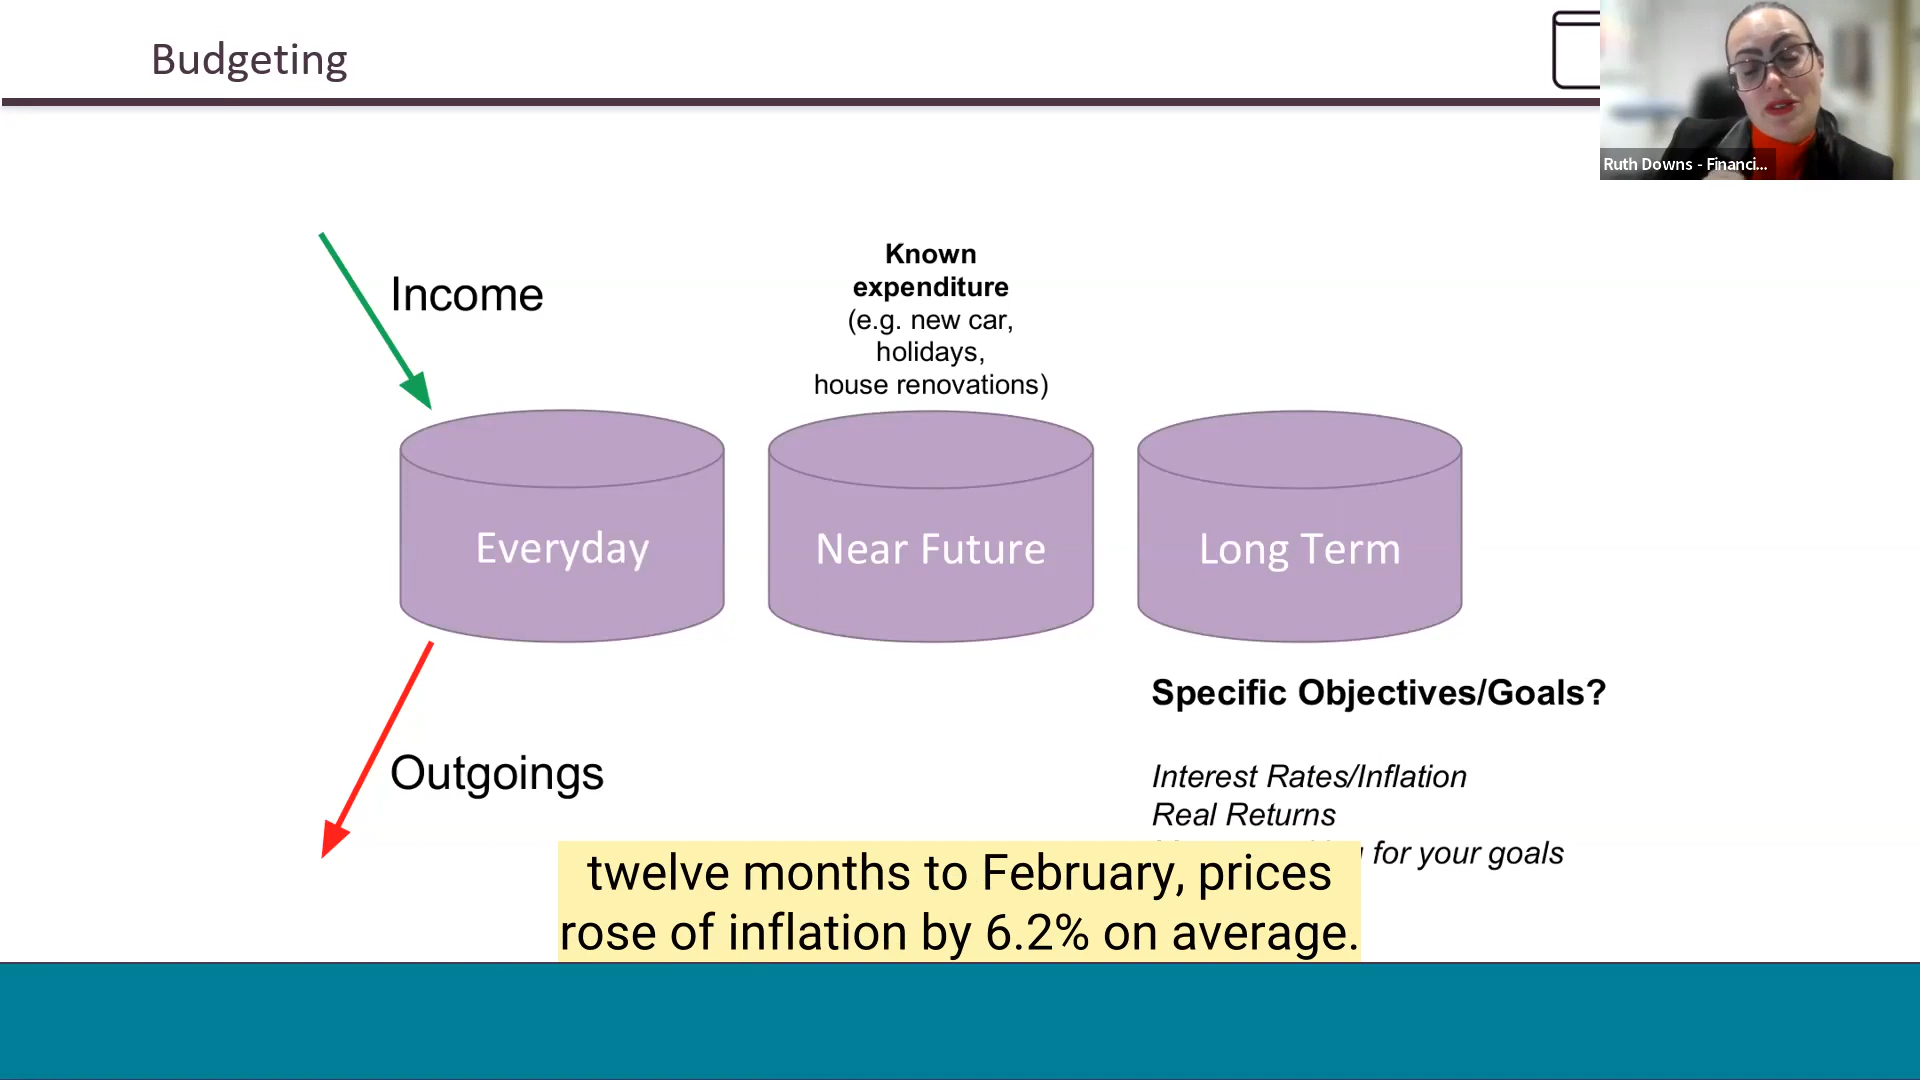 Budgeting
Ruth Downs - Financi...
Income
Known
expenditure
(e.g. new car,
holidays,
house renovations)
Everyday
Near Future
Long Term
Outgoings
Specific Objectives/Goals?
Interest Rates/Inflation
Real Returns
for your goals
twelve months to February, prices
rose of inflation by 6.2% on average.